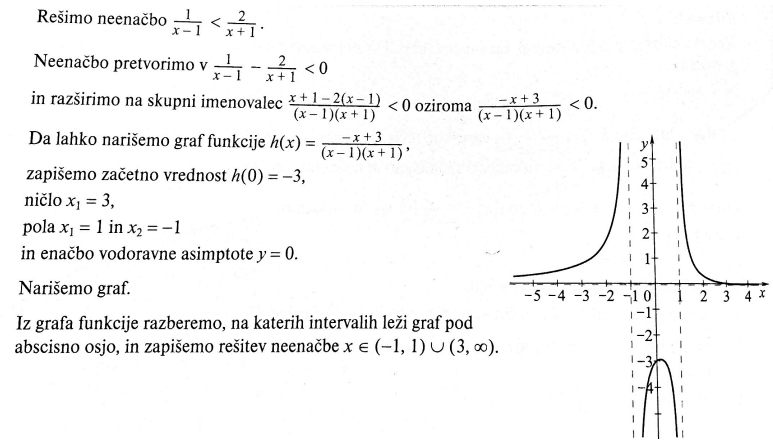 Rešimo neenačbo $\frac{1}{x-1} < \frac{2}{x+1}$.
Neenačbo pretvorimo v $\frac{1}{x-1} - \frac{2}{x+1} < 0$
in razširimo na skupni imenovalec $\frac{x+1-2(x-1)}{(x-1)(x+1)} < 0$ oziroma $\frac{-x+3}{(x-1)(x+1)} < 0$.
Da lahko narišemo graf funkcije $h(x) = \frac{-x+3}{(x-1)(x+1)}$,
zapišemo začetno vrednost $h(0) = -3$,
ničlo $x_1 = 3$,
pola $x_1 = 1$ in $x_2 = -1$
in enačbo vodoravne asimptote $y = 0$.
Narišemo graf.
Iz grafa funkcije razberemo, na katerih intervalih leži graf pod
abscisno osjo, in zapišemo rešitev neenačbe $x \in (-1, 1) \cup (3, \infty)$.
y
5
4
3
2
1
-5 -4 -3 -2 -1 0 1 2 3 4 x
-1
-2
-3
-4